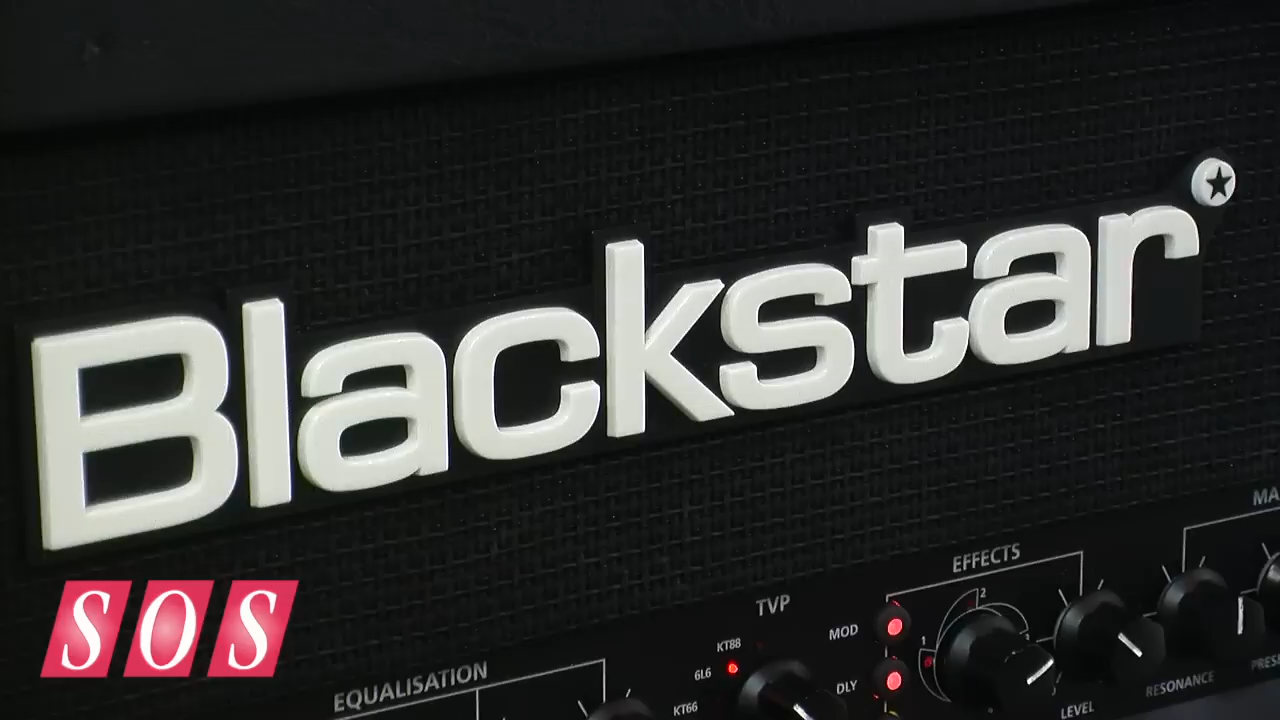 Blackstar
SOS
EQUALISATION
TVP
KT88
6L6
KT66
EFFECTS
MOD
DLY
1
2
3
LEVEL
RESONANCE